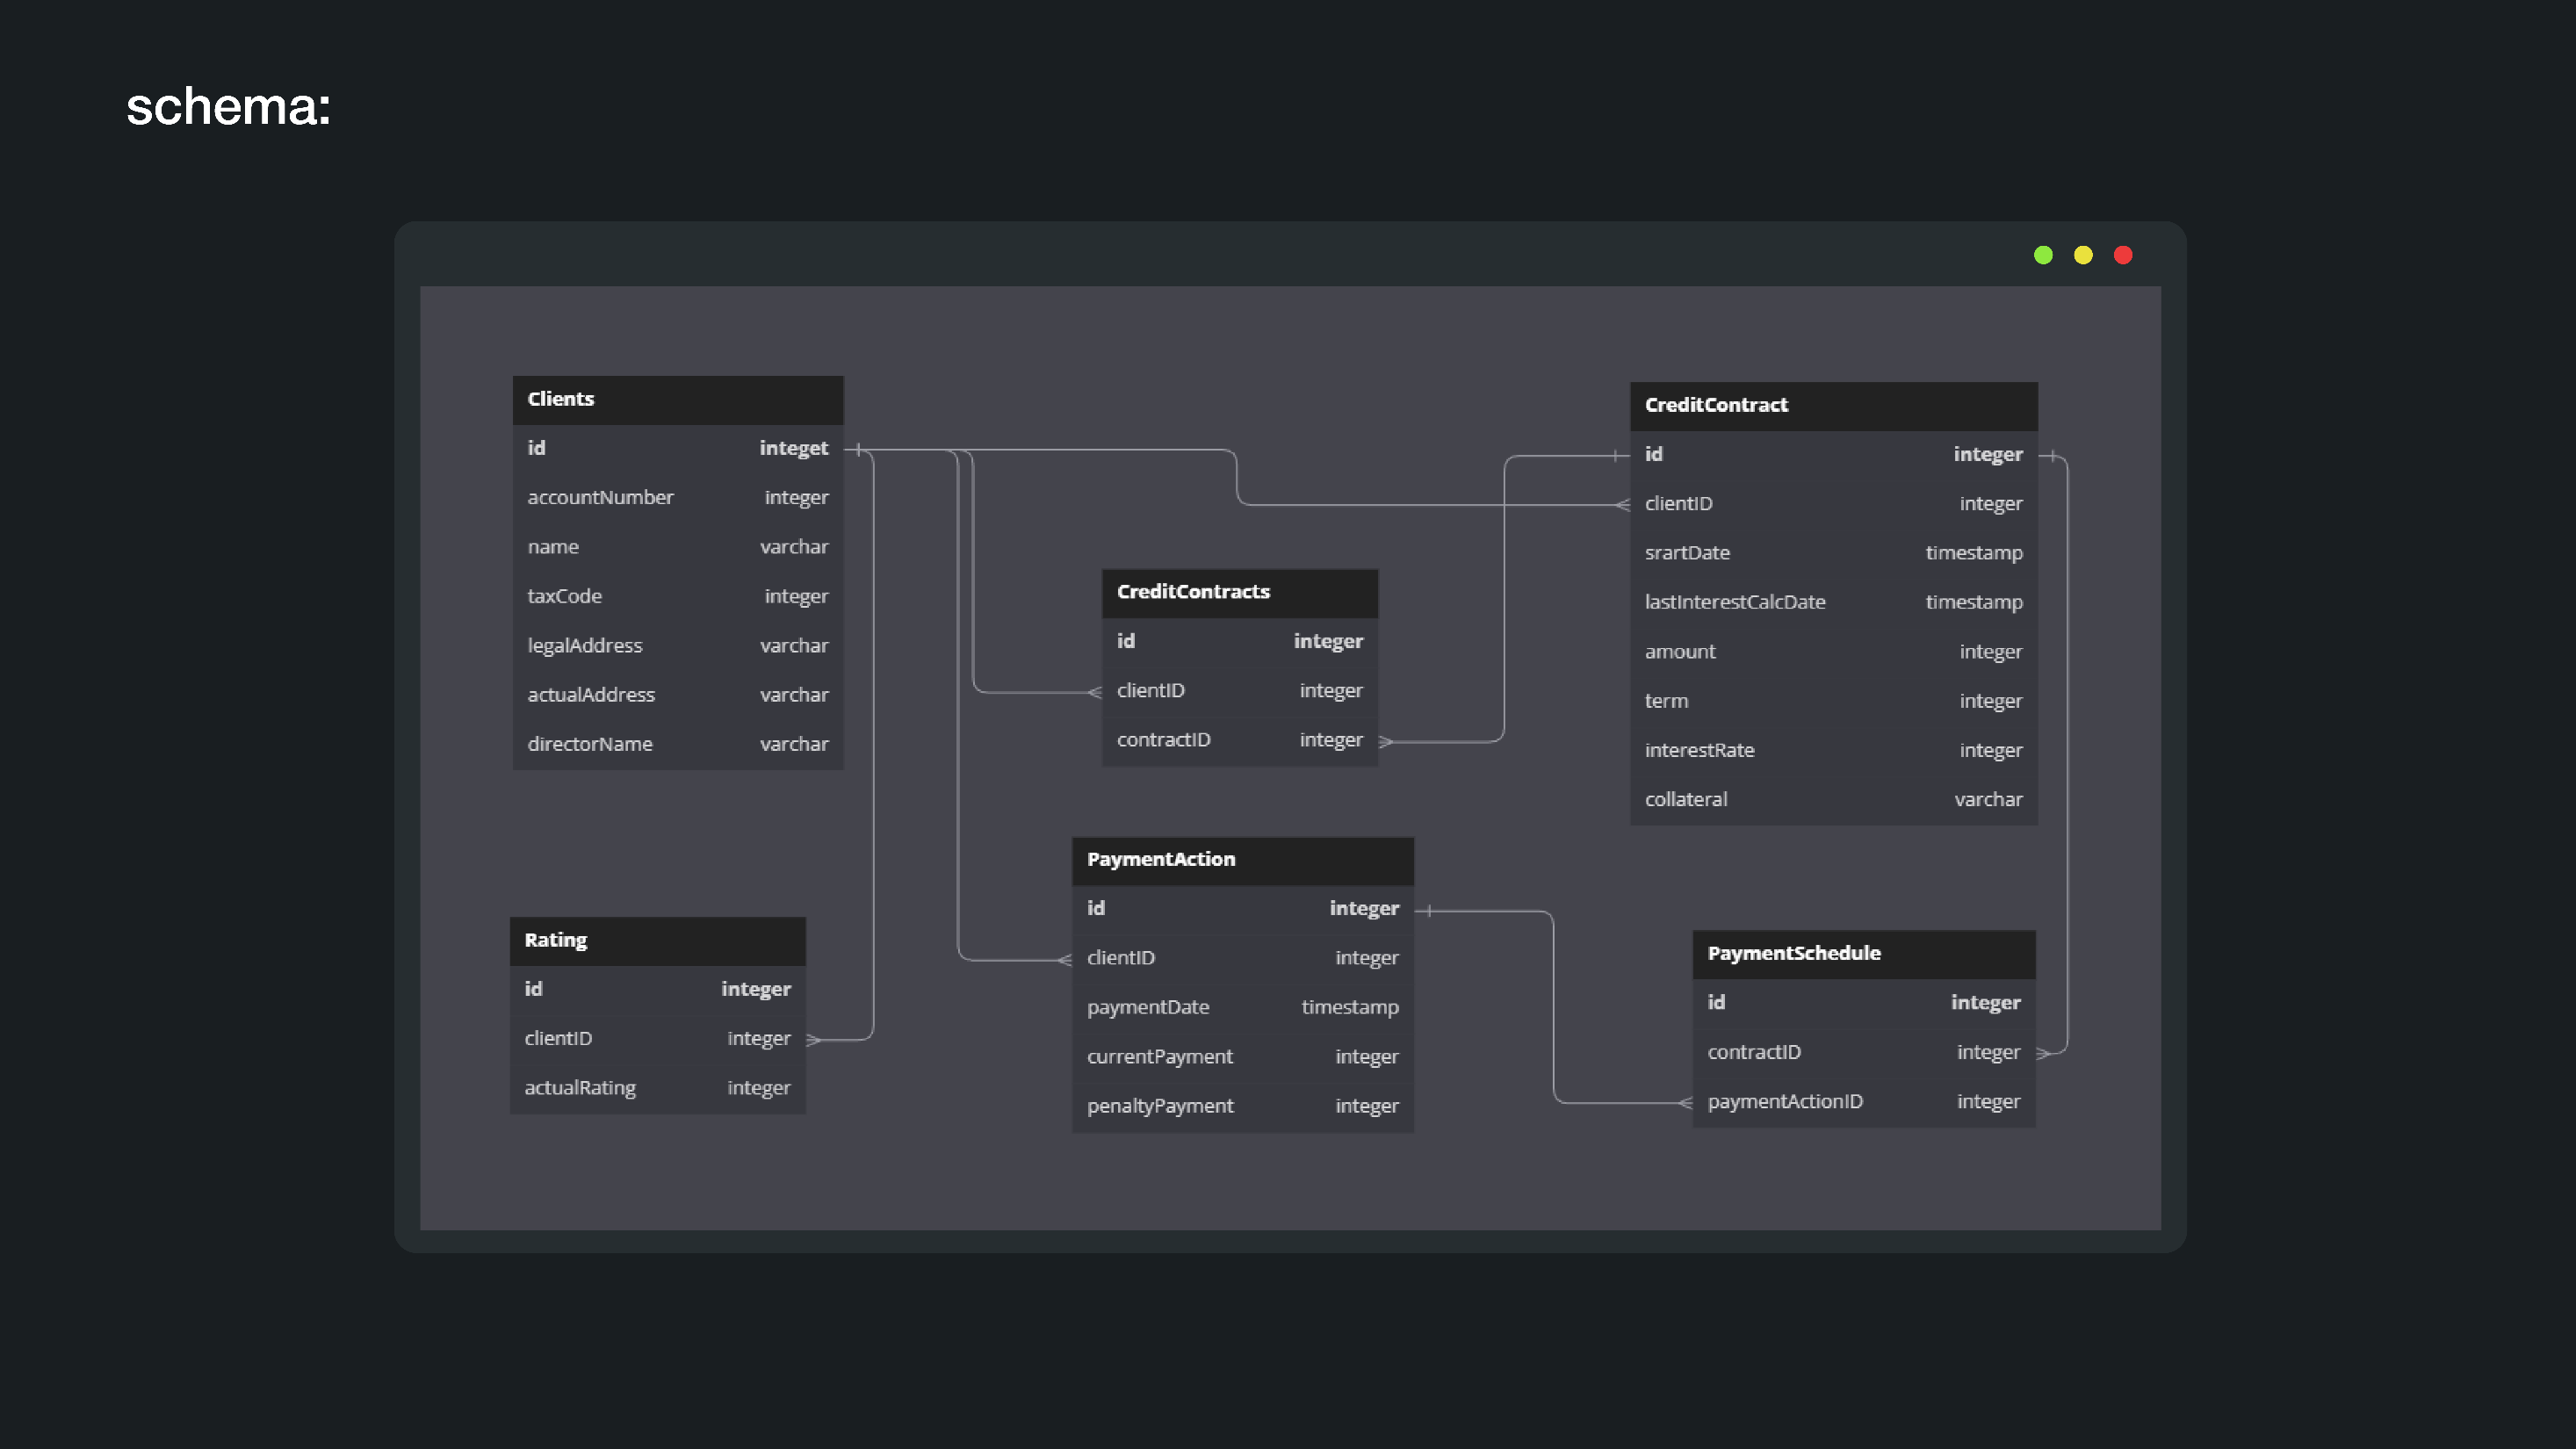 schema:
Clients
id integet
accountNumber integer
name varchar
taxCode integer
legalAddress varchar
actualAddress varchar
directorName varchar
Rating
id integer
clientID integer
actualRating integer
CreditContracts
id integer
clientID integer
contractID integer
PaymentAction
id integer
clientID integer
paymentDate timestamp
currentPayment integer
penaltyPayment integer
CreditContract
id integer
clientID integer
srartDate timestamp
lastInterestCalcDate timestamp
amount integer
term integer
interestRate integer
collateral varchar
PaymentSchedule
id integer
contractID integer
paymentActionID integer